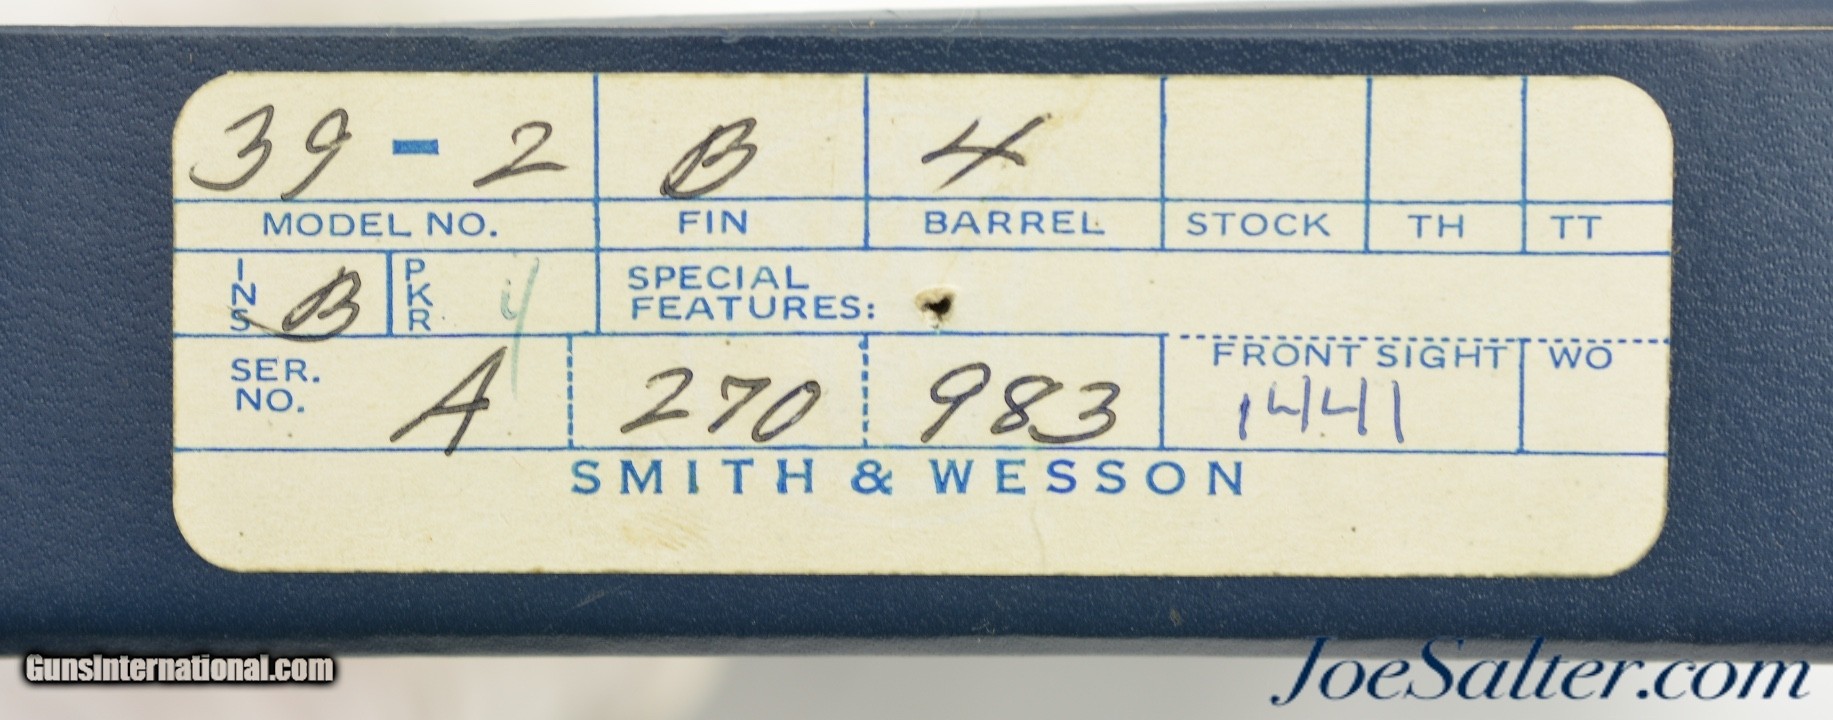 39 - 2 B 4
MODEL NO. FIN BARREL STOCK TH TT
INS B PKR 4 SPECIAL FEATURES:
SER. NO. A 270 983 FRONT SIGHT 1441 WO
SMITH & WESSON
GunsInternational.com
JoeSalter.com